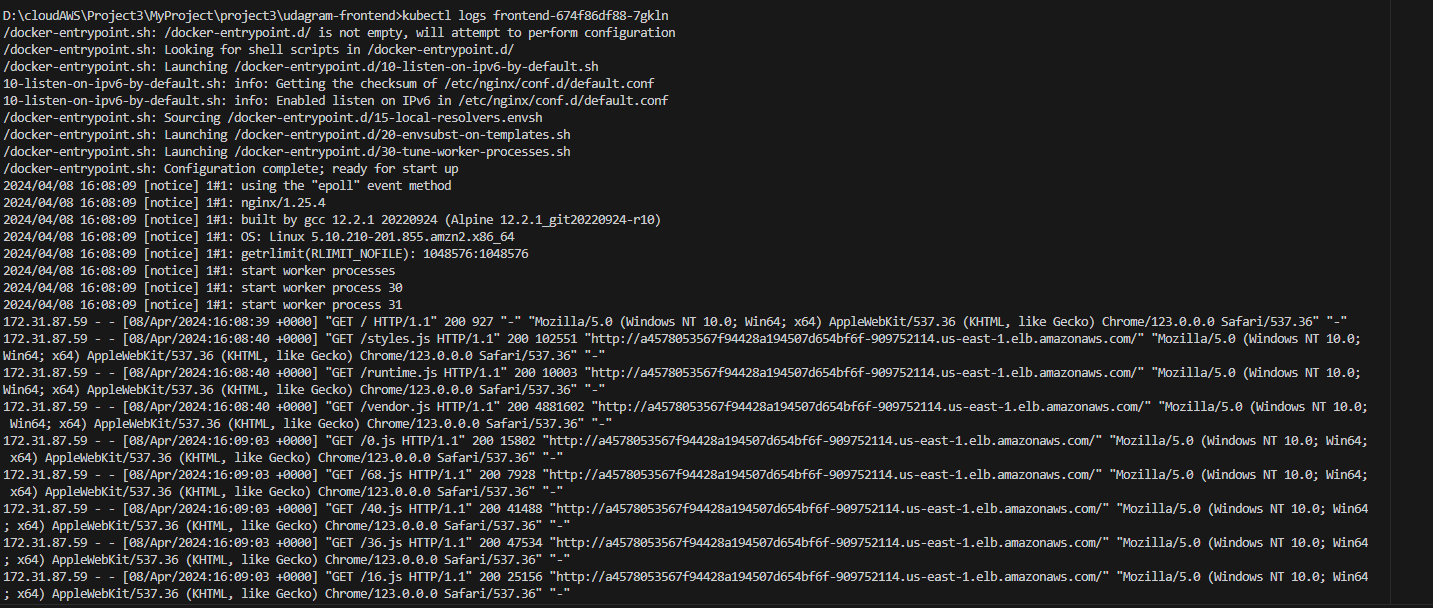 D:\cloudAWS\Project3\MyProject\project3\udagram-frontend>kubectl logs frontend-674f86df88-7gkln
/docker-entrypoint.sh: /docker-entrypoint.d/ is not empty, will attempt to perform configuration
/docker-entrypoint.sh: Looking for shell scripts in /docker-entrypoint.d/
/docker-entrypoint.sh: Launching /docker-entrypoint.d/10-listen-on-ipv6-by-default.sh
10-listen-on-ipv6-by-default.sh: info: Getting the checksum of /etc/nginx/conf.d/default.conf
10-listen-on-ipv6-by-default.sh: info: Enabled listen on IPv6 in /etc/nginx/conf.d/default.conf
/docker-entrypoint.sh: Sourcing /docker-entrypoint.d/15-local-resolvers.envsh
/docker-entrypoint.sh: Launching /docker-entrypoint.d/20-envsubst-on-templates.sh
/docker-entrypoint.sh: Launching /docker-entrypoint.d/30-tune-worker-processes.sh
/docker-entrypoint.sh: Configuration complete; ready for start up
2024/04/08 16:08:09 [notice] 1#1: using the "epoll" event method
2024/04/08 16:08:09 [notice] 1#1: nginx/1.25.4
2024/04/08 16:08:09 [notice] 1#1: built by gcc 12.2.1 20220924 (Alpine 12.2.1_git20220924-r10)
2024/04/08 16:08:09 [notice] 1#1: OS: Linux 5.10.210-201.855.amzn2.x86_64
2024/04/08 16:08:09 [notice] 1#1: getrlimit(RLIMIT_NOFILE): 1048576:1048576
2024/04/08 16:08:09 [notice] 1#1: start worker processes
2024/04/08 16:08:09 [notice] 1#1: start worker process 30
2024/04/08 16:08:09 [notice] 1#1: start worker process 31
172.31.87.59 - - [08/Apr/2024:16:08:39 +0000] "GET / HTTP/1.1" 200 927 "-" "Mozilla/5.0 (Windows NT 10.0; Win64; x64) AppleWebKit/537.36 (KHTML, like Gecko) Chrome/123.0.0.0 Safari/537.36" "-"
172.31.87.59 - - [08/Apr/2024:16:08:40 +0000] "GET /styles.js HTTP/1.1" 200 102551 "http://a4578053567f94428a194507d654bf6f-909752114.us-east-1.elb.amazonaws.com/" "Mozilla/5.0 (Windows NT 10.0;
Win64; x64) AppleWebKit/537.36 (KHTML, like Gecko) Chrome/123.0.0.0 Safari/537.36" "-"
172.31.87.59 - - [08/Apr/2024:16:08:40 +0000] "GET /runtime.js HTTP/1.1" 200 10003 "http://a4578053567f94428a194507d654bf6f-909752114.us-east-1.elb.amazonaws.com/" "Mozilla/5.0 (Windows NT 10.0;
Win64; x64) AppleWebKit/537.36 (KHTML, like Gecko) Chrome/123.0.0.0 Safari/537.36" "-"
172.31.87.59 - - [08/Apr/2024:16:08:40 +0000] "GET /vendor.js HTTP/1.1" 200 4881602 "http://a4578053567f94428a194507d654bf6f-909752114.us-east-1.elb.amazonaws.com/" "Mozilla/5.0 (Windows NT 10.0;
Win64; x64) AppleWebKit/537.36 (KHTML, like Gecko) Chrome/123.0.0.0 Safari/537.36" "-"
172.31.87.59 - - [08/Apr/2024:16:09:03 +0000] "GET /0.js HTTP/1.1" 200 15802 "http://a4578053567f94428a194507d654bf6f-909752114.us-east-1.elb.amazonaws.com/" "Mozilla/5.0 (Windows NT 10.0; Win64;
x64) AppleWebKit/537.36 (KHTML, like Gecko) Chrome/123.0.0.0 Safari/537.36" "-"
172.31.87.59 - - [08/Apr/2024:16:09:03 +0000] "GET /68.js HTTP/1.1" 200 7928 "http://a4578053567f94428a194507d654bf6f-909752114.us-east-1.elb.amazonaws.com/" "Mozilla/5.0 (Windows NT 10.0; Win64;
x64) AppleWebKit/537.36 (KHTML, like Gecko) Chrome/123.0.0.0 Safari/537.36" "-"
172.31.87.59 - - [08/Apr/2024:16:09:03 +0000] "GET /40.js HTTP/1.1" 200 41488 "http://a4578053567f94428a194507d654bf6f-909752114.us-east-1.elb.amazonaws.com/" "Mozilla/5.0 (Windows NT 10.0; Win64
; x64) AppleWebKit/537.36 (KHTML, like Gecko) Chrome/123.0.0.0 Safari/537.36" "-"
172.31.87.59 - - [08/Apr/2024:16:09:03 +0000] "GET /36.js HTTP/1.1" 200 47534 "http://a4578053567f94428a194507d654bf6f-909752114.us-east-1.elb.amazonaws.com/" "Mozilla/5.0 (Windows NT 10.0; Win64
; x64) AppleWebKit/537.36 (KHTML, like Gecko) Chrome/123.0.0.0 Safari/537.36" "-"
172.31.87.59 - - [08/Apr/2024:16:09:03 +0000] "GET /16.js HTTP/1.1" 200 25156 "http://a4578053567f94428a194507d654bf6f-909752114.us-east-1.elb.amazonaws.com/" "Mozilla/5.0 (Windows NT 10.0; Win64
; x64) AppleWebKit/537.36 (KHTML, like Gecko) Chrome/123.0.0.0 Safari/537.36" "-"